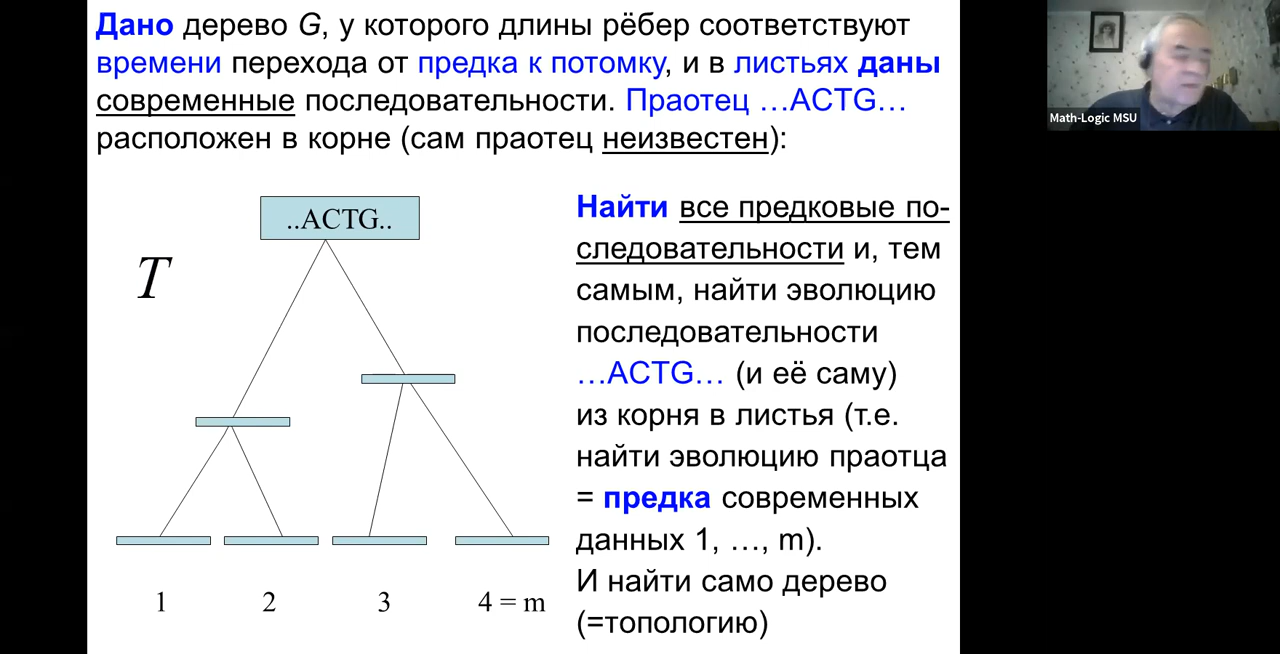 Дано дерево G, у которого длины рёбер соответствуют
времени перехода от предка к потомку, и в листьях даны
современные последовательности. Праотец …ACTG…
расположен в корне (сам праотец неизвестен):
Math-Logic MSU
..ACTG..
T
1
2
3
4 = m
Найти все предковые по-
следовательности и, тем
самым, найти эволюцию
последовательности
…ACTG… (и её саму)
из корня в листья (т.е.
найти эволюцию праотца
= предка современных
данных 1, …, m).
И найти само дерево
(=топологию)